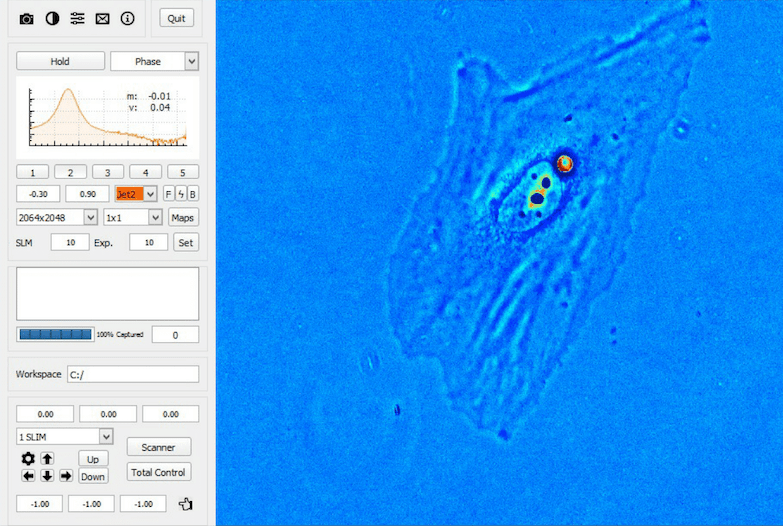 Quit
Hold Phase
m: -0.01
v: 0.04
1 2 3 4 5
-0.30 0.90 Jet2 F ϟ B
2064x2048 1x1 Maps
SLM 10 Exp. 10 Set
100% Captured 0
Workspace C:/
0.00 0.00 0.00
1 SLIM
Scanner
Up
Down
Total Control
-1.00 -1.00 -1.00